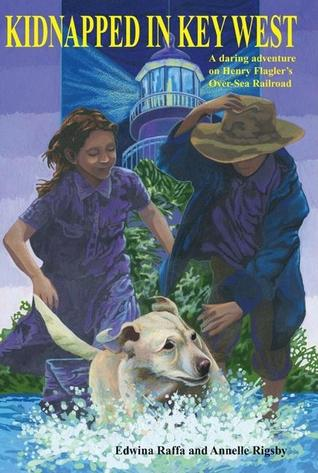 KIDNAPPED IN KEY WEST
A daring adventure
on Henry Flagler's
Over-Sea Railroad
Edwina Raffa and Annelle Rigsby